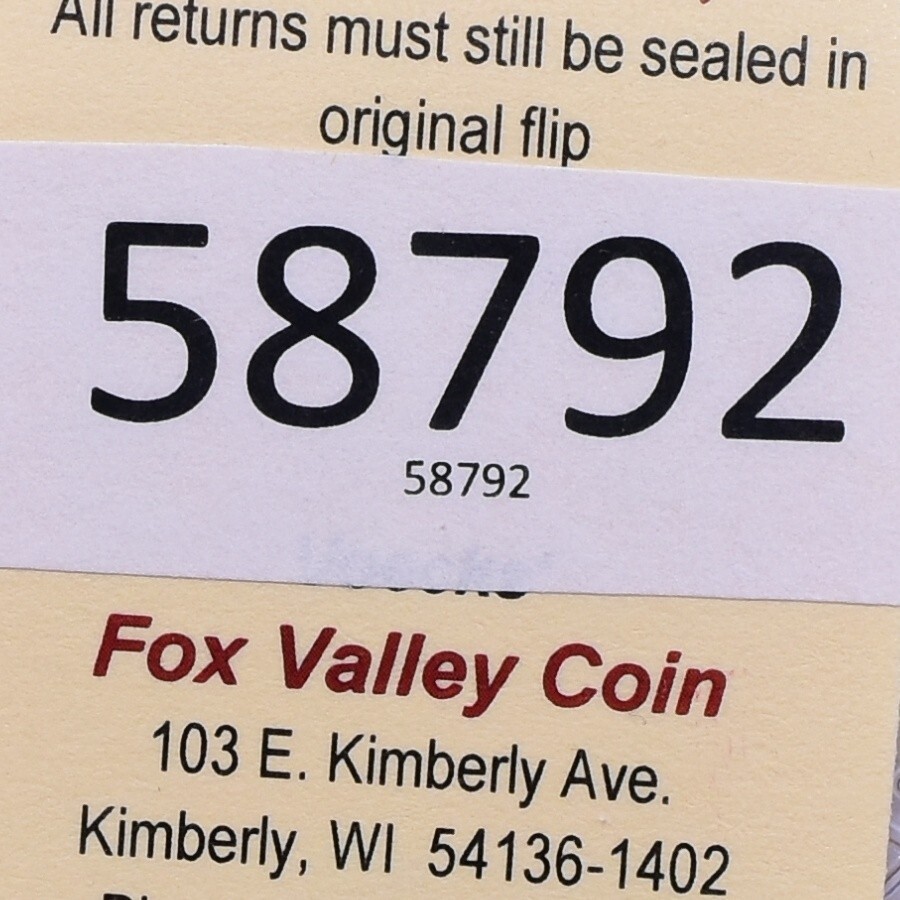 All returns must still be sealed in
original flip
58792
58792
Fox Valley Coin
103 E. Kimberly Ave.
Kimberly, WI 54136-1402